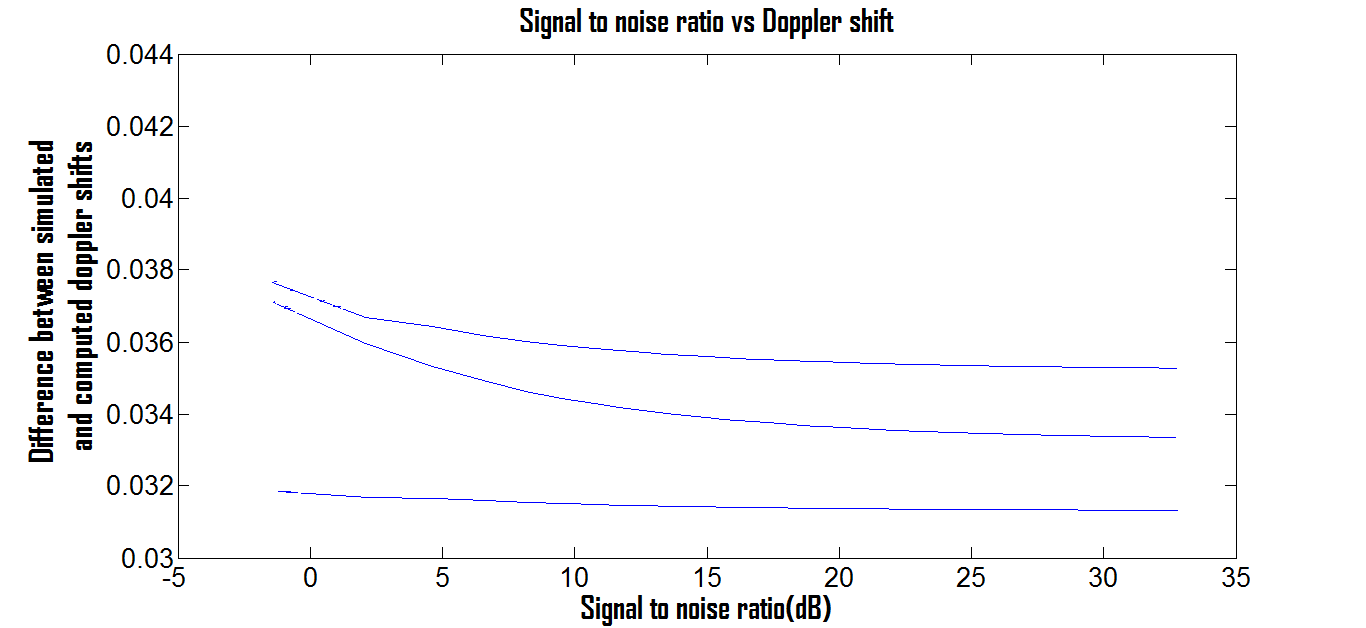 Signal to noise ratio vs Doppler shift
Difference between simulated
and computed doppler shifts
0.044
0.042
0.04
0.038
0.036
0.034
0.032
0.03
-5 0 5 10 15 20 25 30 35
Signal to noise ratio(dB)